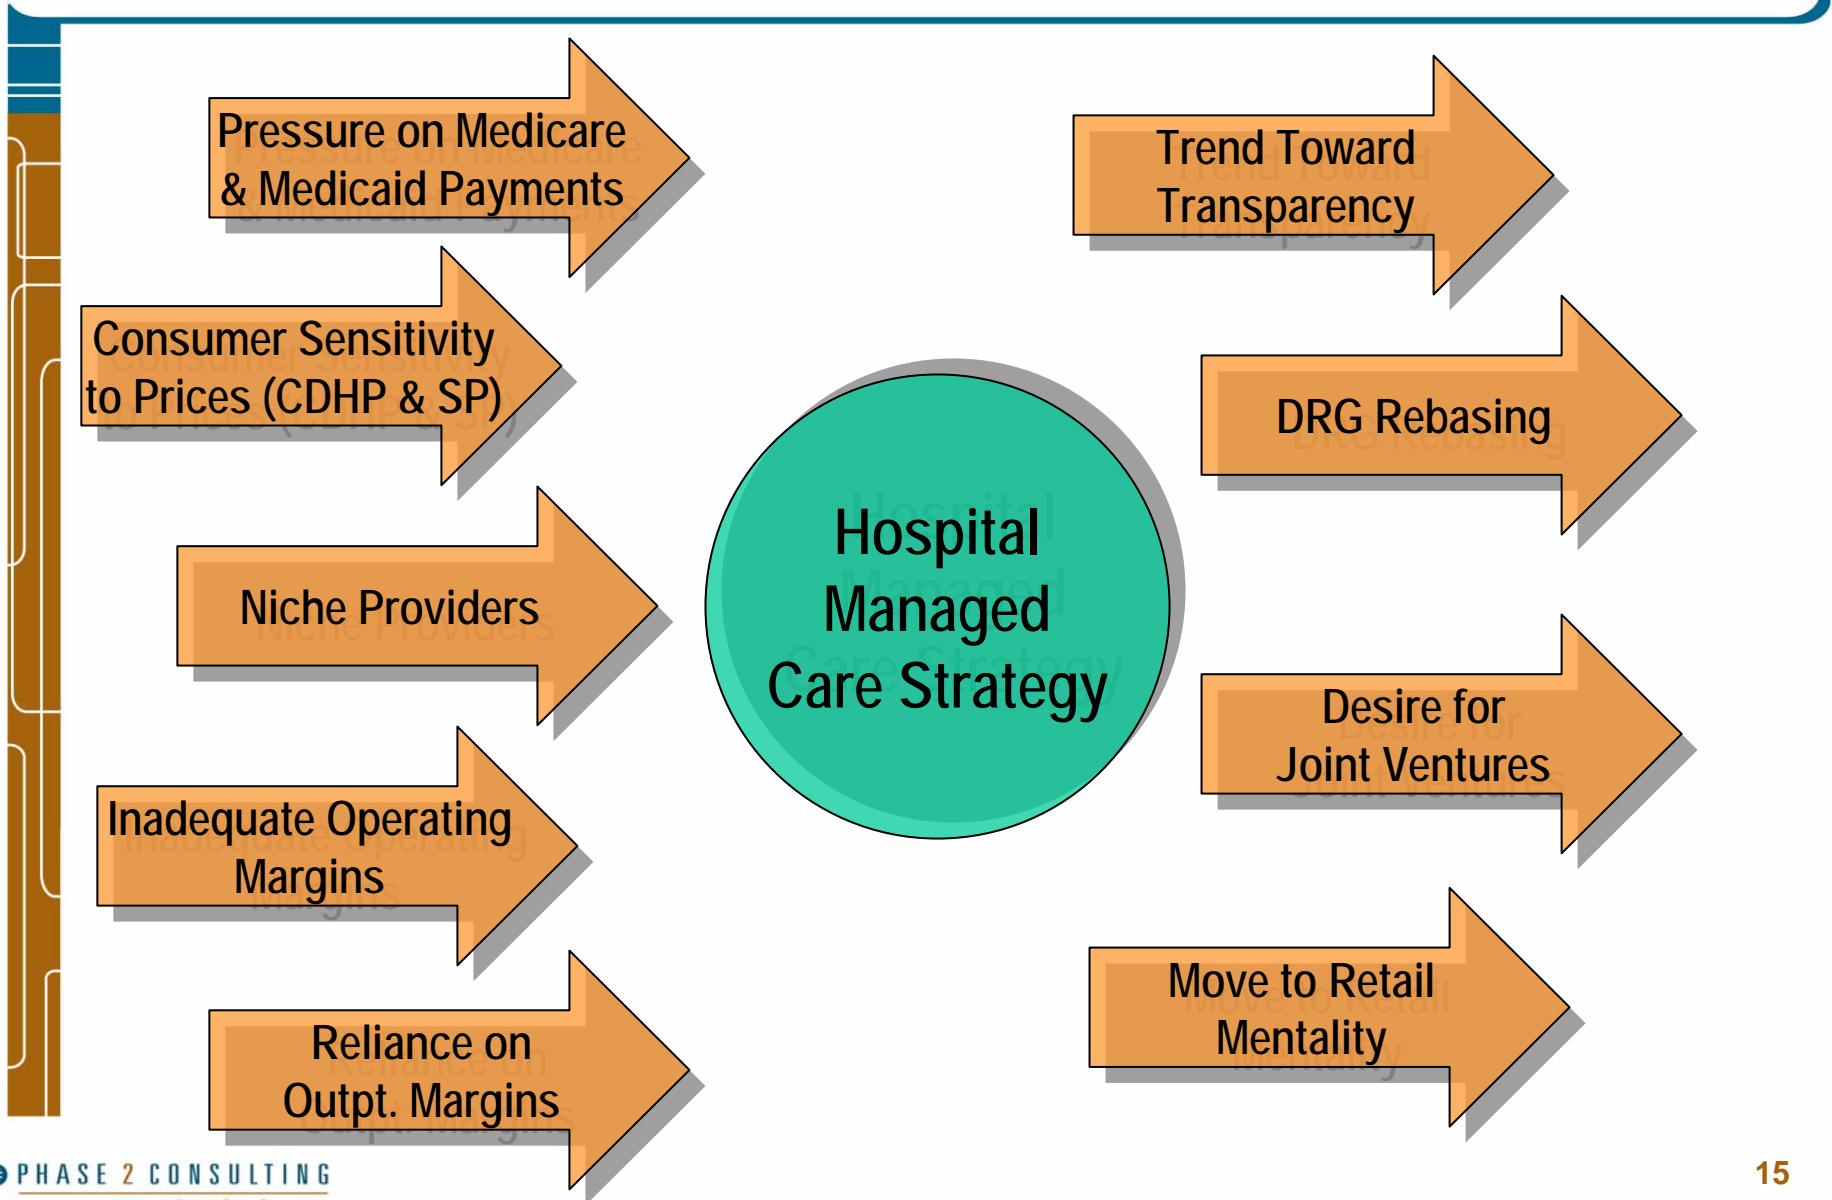 Pressure on Medicare
& Medicaid Payments
Consumer Sensitivity
to Prices (CDHP & SP)
Niche Providers
Inadequate Operating
Margins
Reliance on
Outpt. Margins
Hospital
Managed
Care Strategy
Trend Toward
Transparency
DRG Rebasing
Desire for
Joint Ventures
Move to Retail
Mentality
PHASE 2 CONSULTING
15